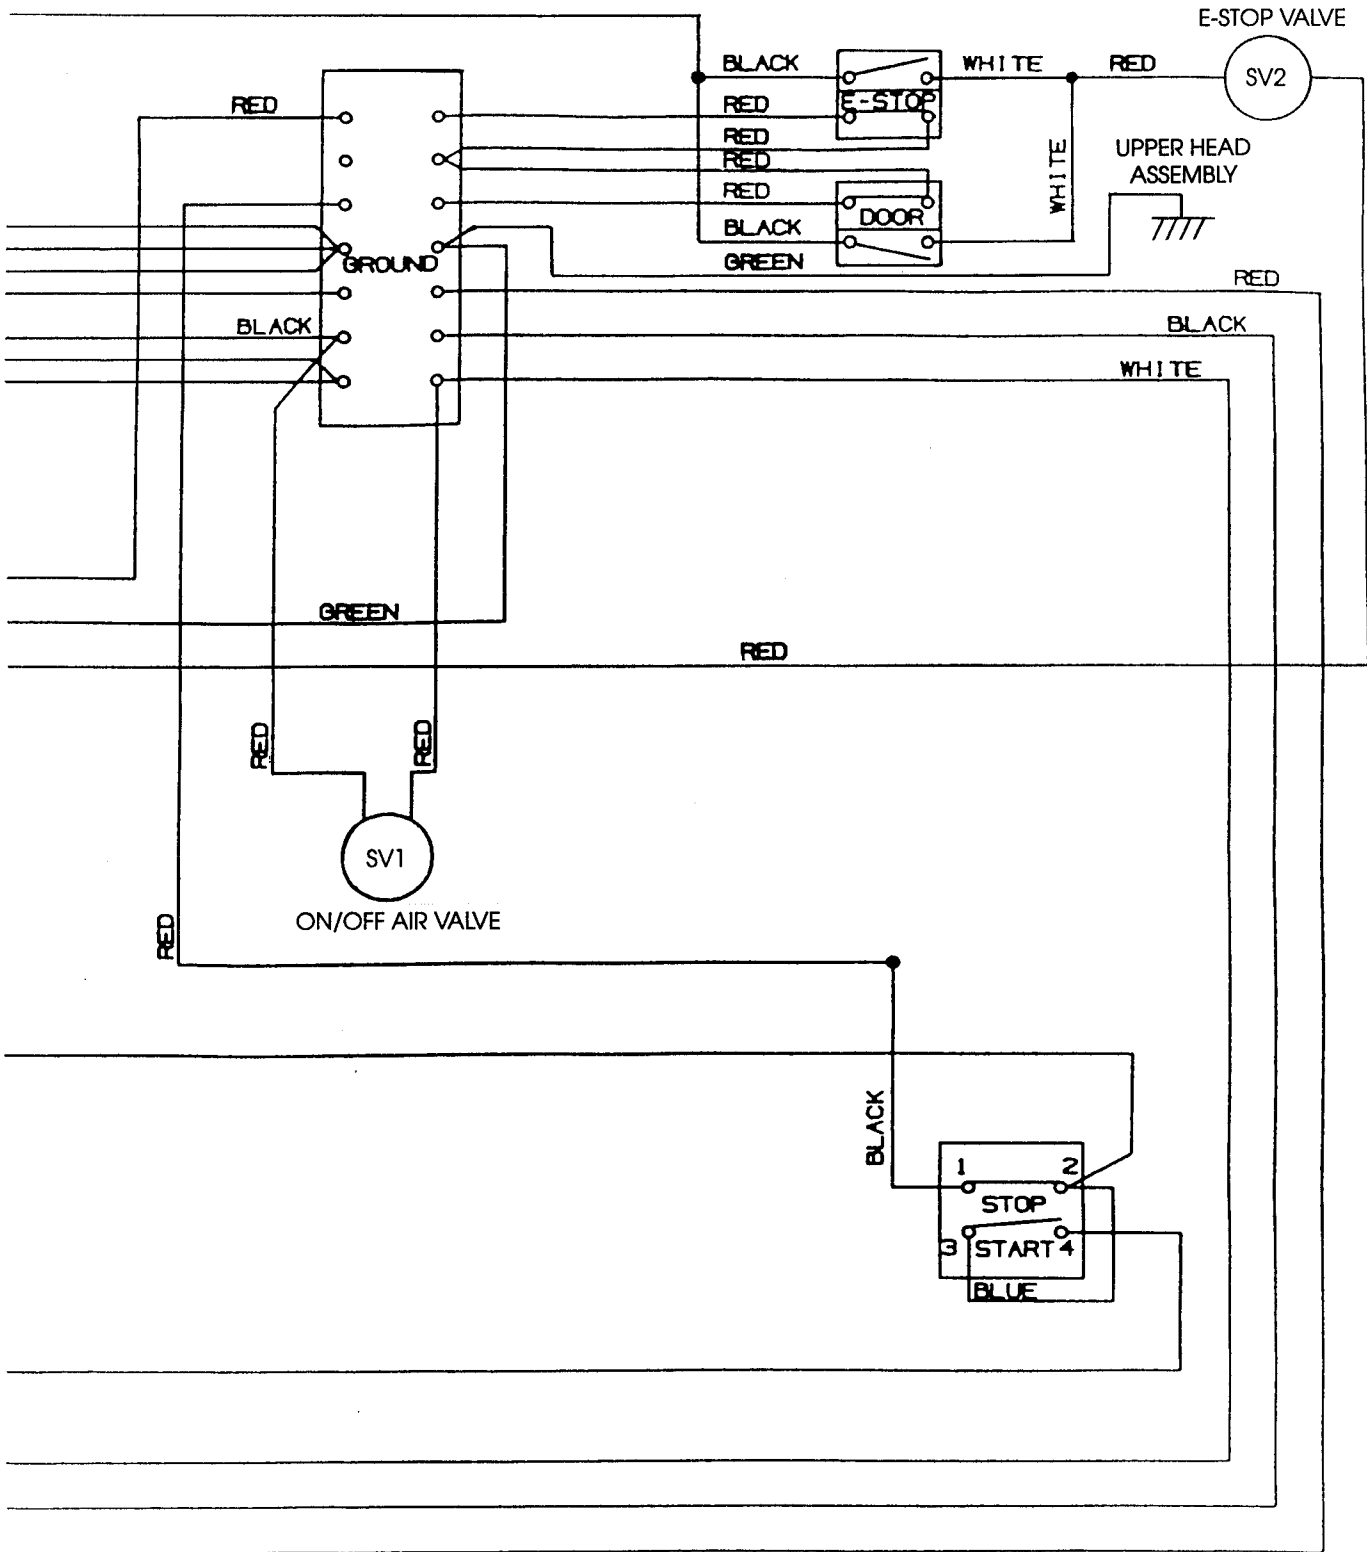 E-STOP VALVE
BLACK
WHITE
RED
SV2
RED
RED
E-STOP
RED
RED
WHITE
UPPER HEAD
ASSEMBLY
RED
DOOR
BLACK
GROUND
GREEN
RED
BLACK
BLACK
WHITE
GREEN
RED
RED
RED
SV1
ON/OFF AIR VALVE
RED
BLACK
1
2
STOP
3
START
4
BLUE